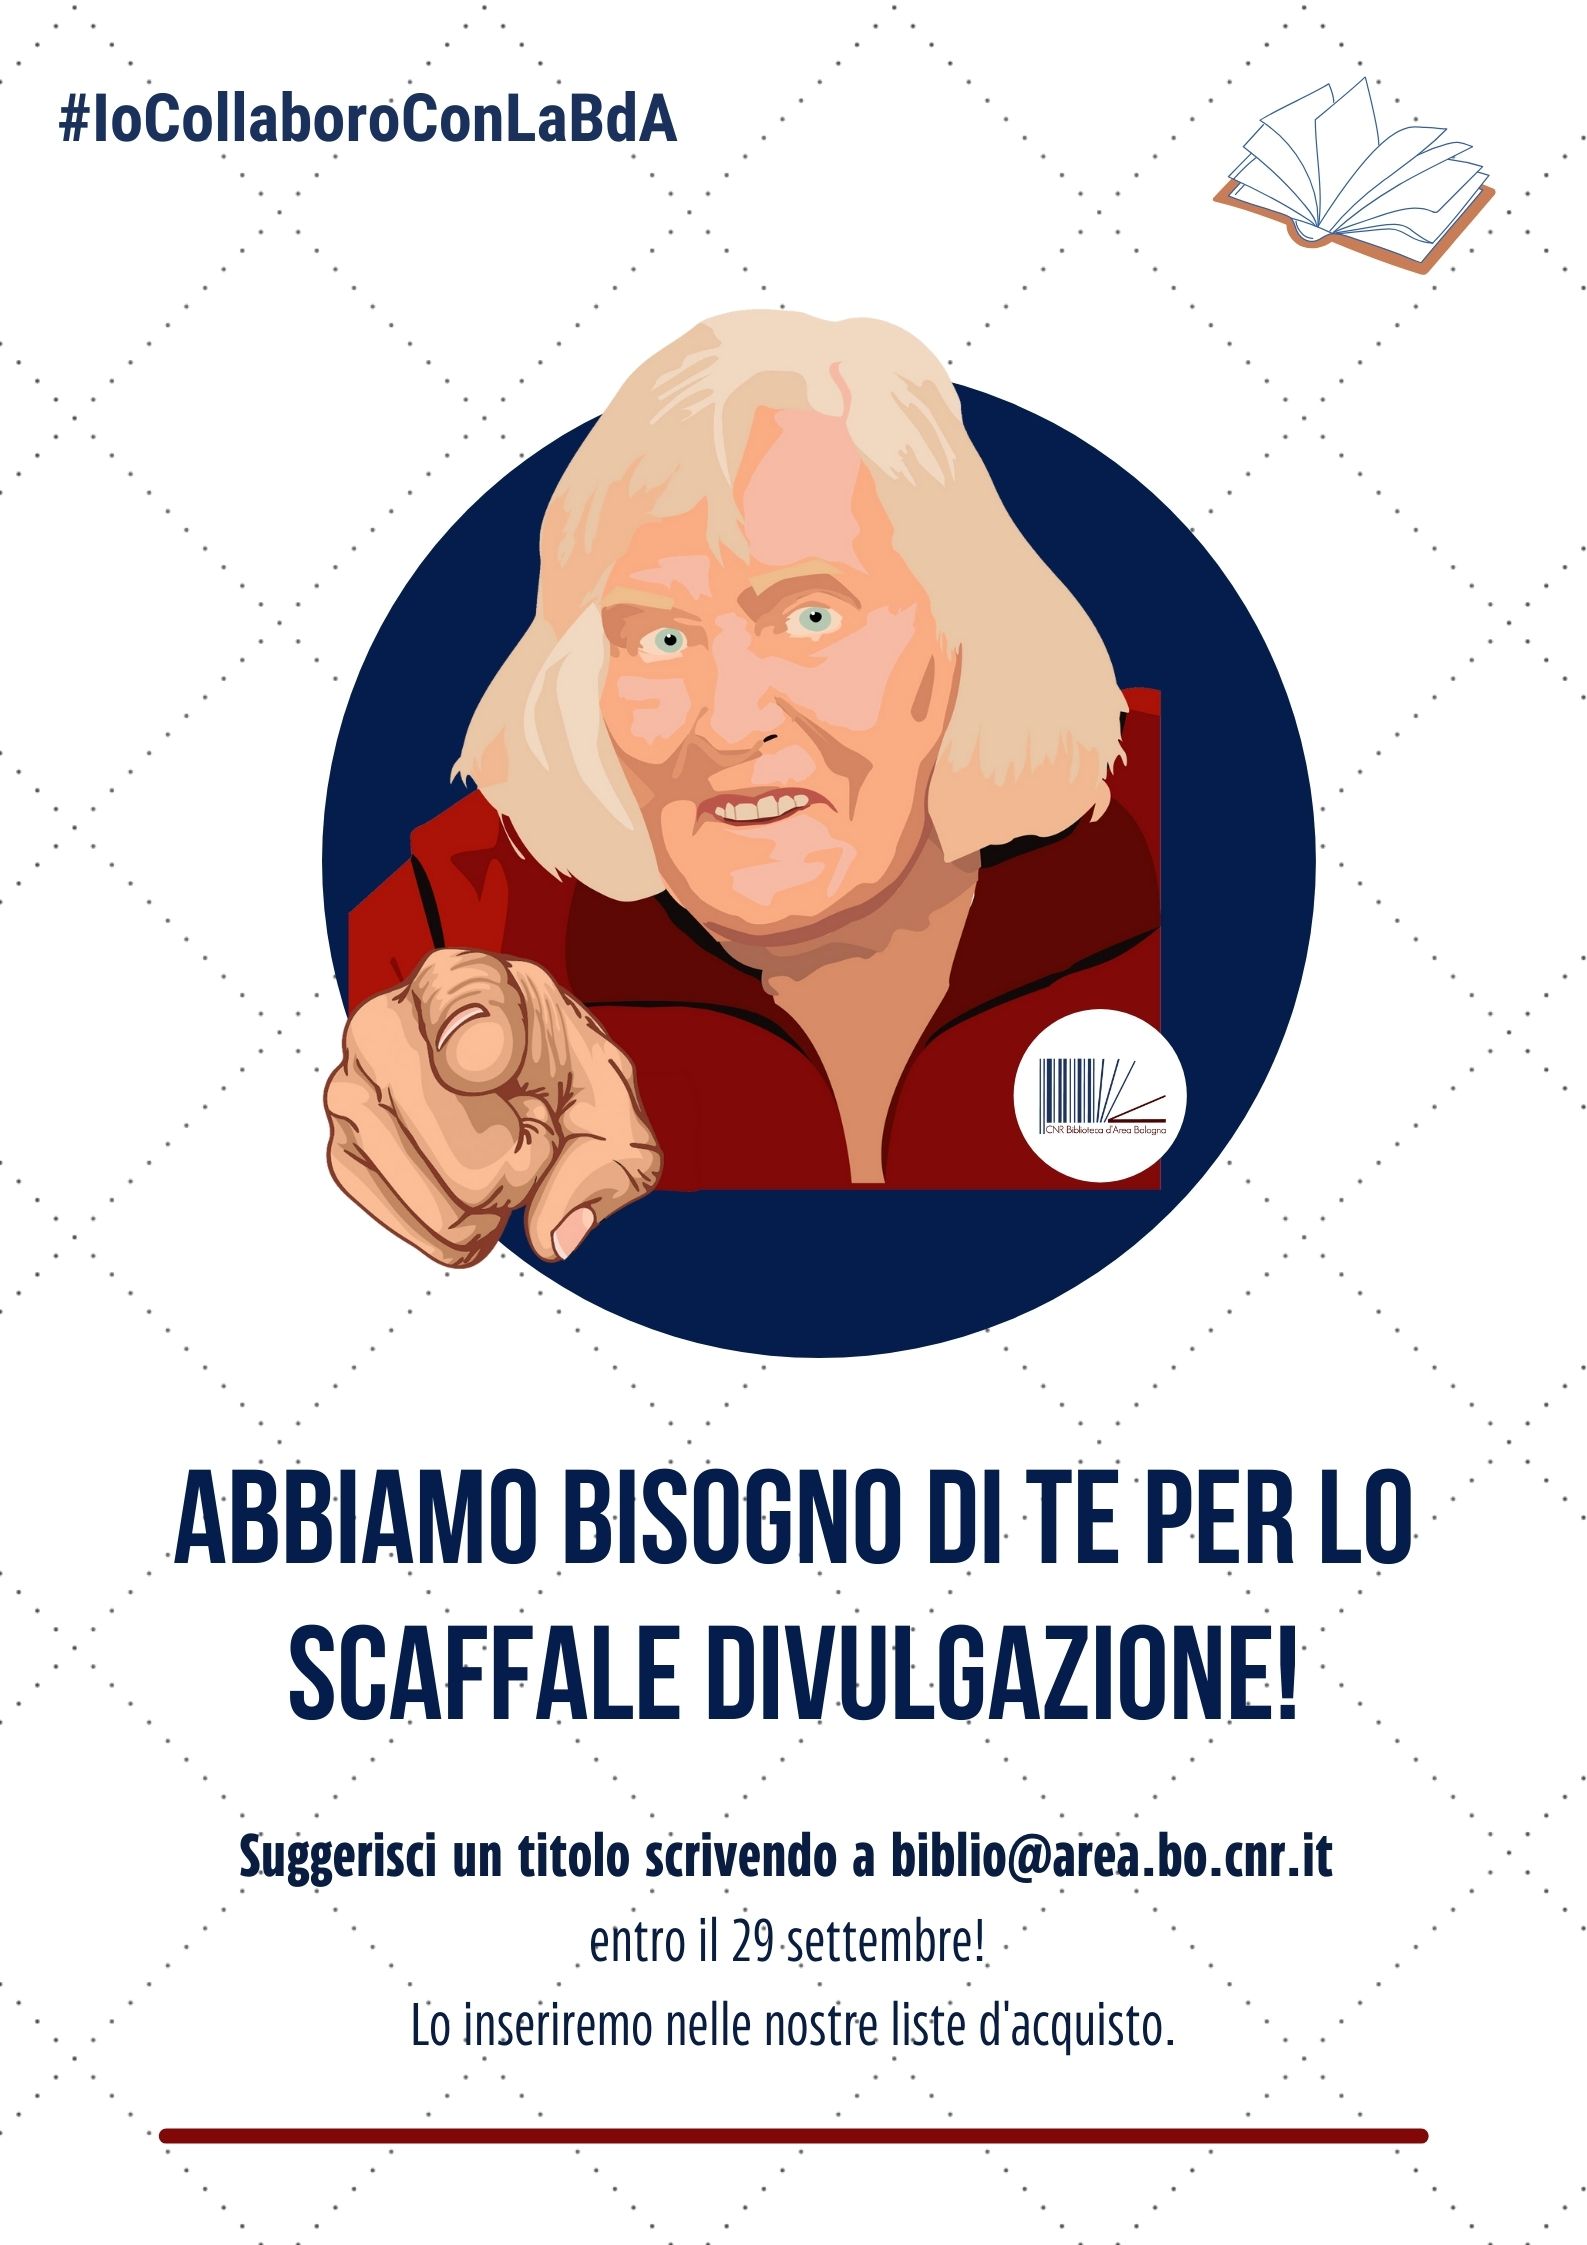 #IoCollaboroConLaBdA
CNR Biblioteca d'Area Bologna
ABBIAMO BISOGNO DI TE PER LO
SCAFFALE DIVULGAZIONE!
Suggerisci un titolo scrivendo a biblio@area.bo.cnr.it
entro il 29 settembre!
Lo inseriremo nelle nostre liste d'acquisto.